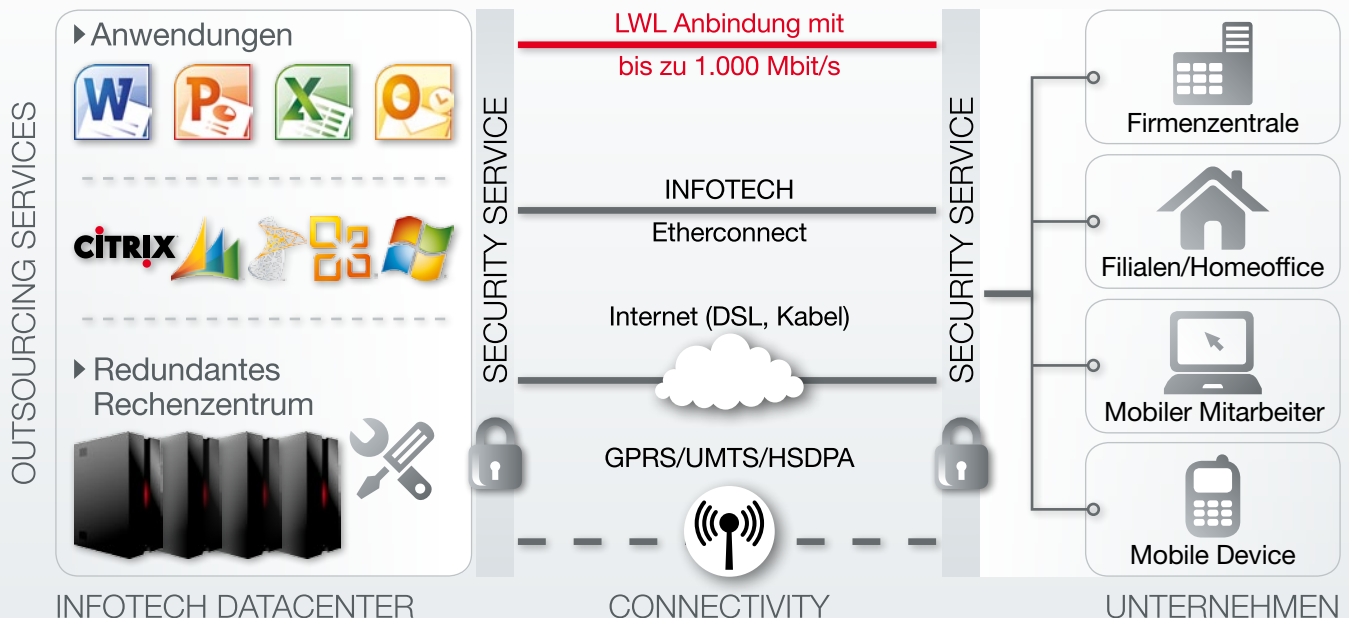 OUTSOURCING SERVICES
Anwendungen
W
P
X
O
CITRIX
Redundantes
Rechenzentrum
INFOTECH DATACENTER
SECURITY SERVICE
LWL Anbindung mit
bis zu 1.000 Mbit/s
INFOTECH
Etherconnect
Internet (DSL, Kabel)
GPRS/UMTS/HSDPA
CONNECTIVITY
SECURITY SERVICE
Firmenzentrale
Filialen/Homeoffice
Mobiler Mitarbeiter
Mobile Device
UNTERNEHMEN